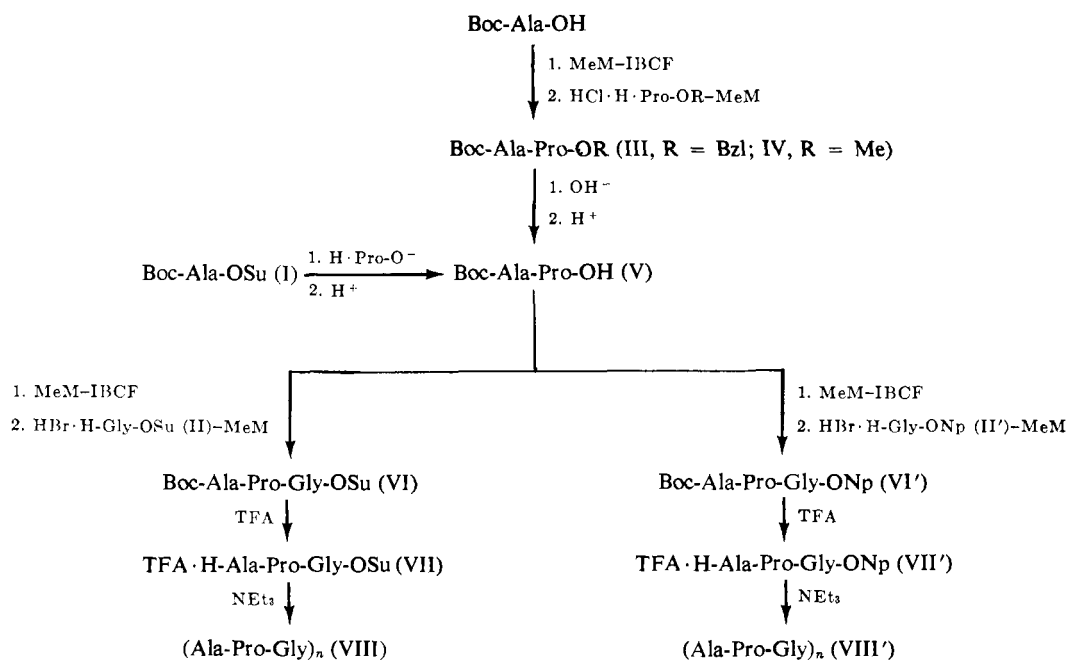 Boc-Ala-OH
1. MeM-IBCF
2. HCl·H·Pro-OR-MeM
Boc-Ala-Pro-OR (III, R = Bzl; IV, R = Me)
1. OH⁻
2. H⁺
Boc-Ala-OSu (I)
1. H·Pro-O⁻
2. H⁺
Boc-Ala-Pro-OH (V)
1. MeM-IBCF
2. HBr·H-Gly-OSu (II)-MeM
1. MeM-IBCF
2. HBr·H-Gly-ONp (II′)-MeM
Boc-Ala-Pro-Gly-OSu (VI)
TFA
TFA·H-Ala-Pro-Gly-OSu (VII)
NEt₃
(Ala-Pro-Gly)ₙ (VIII)
Boc-Ala-Pro-Gly-ONp (VI′)
TFA
TFA·H-Ala-Pro-Gly-ONp (VII′)
NEt₃
(Ala-Pro-Gly)ₙ (VIII′)